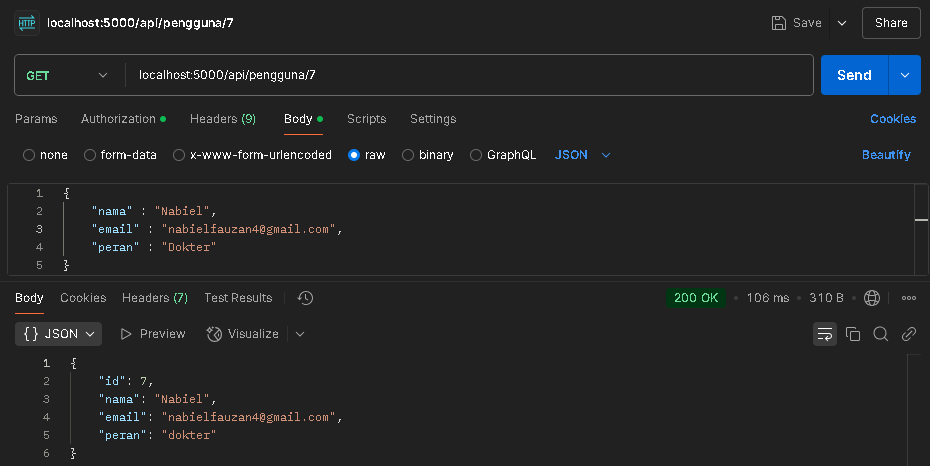 HTTP localhost:5000/api/pengguna/7 Save Share
GET localhost:5000/api/pengguna/7 Send
Params Authorization Headers (9) Body Scripts Settings Cookies
none form-data x-www-form-urlencoded raw binary GraphQL JSON Beautify
1 {
2 "nama" : "Nabiel",
3 "email" : "nabielfauzan4@gmail.com",
4 "peran" : "Dokter"
5 }
Body Cookies Headers (7) Test Results 200 OK • 106 ms • 310 B •
{} JSON Preview Visualize
1 {
2 "id": 7,
3 "nama": "Nabiel",
4 "email": "nabielfauzan4@gmail.com",
5 "peran": "dokter"
6 }